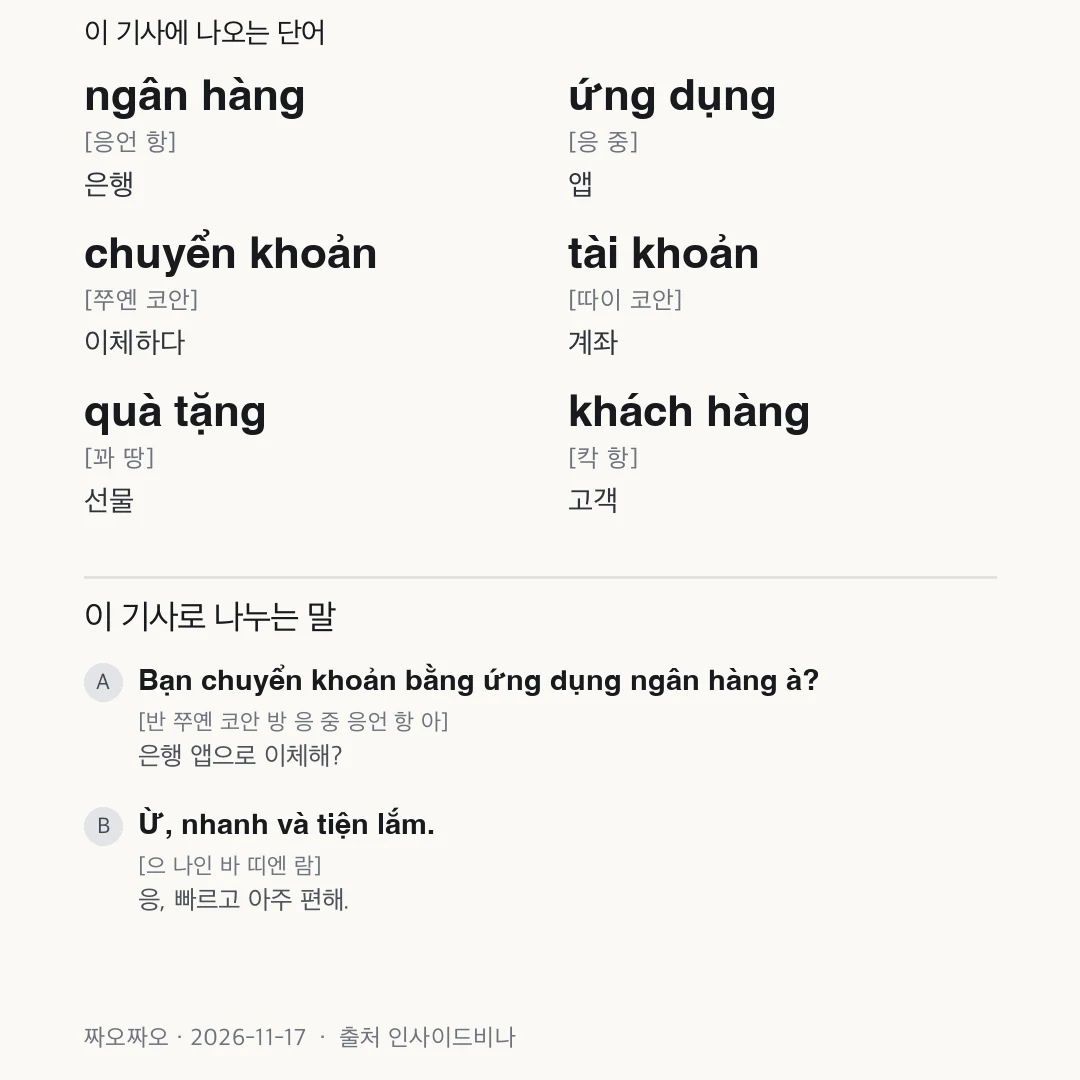 이 기사에 나오는 단어
ngân hàng
[응언 항]
은행
ứng dụng
[응 중]
앱
chuyển khoản
[쭈옌 코안]
이체하다
tài khoản
[따이 코안]
계좌
quà tặng
[꽈 땅]
선물
khách hàng
[칵 항]
고객
이 기사로 나누는 말
A
Bạn chuyển khoản bằng ứng dụng ngân hàng à?
[반 쭈옌 코안 방 응 중 응언 항 아]
은행 앱으로 이체해?
B
Ừ, nhanh và tiện lắm.
[으 냐인 바 띠엔 람]
응, 빠르고 아주 편해.
짜오짜오 · 2026-11-17 · 출처 인사이드비나